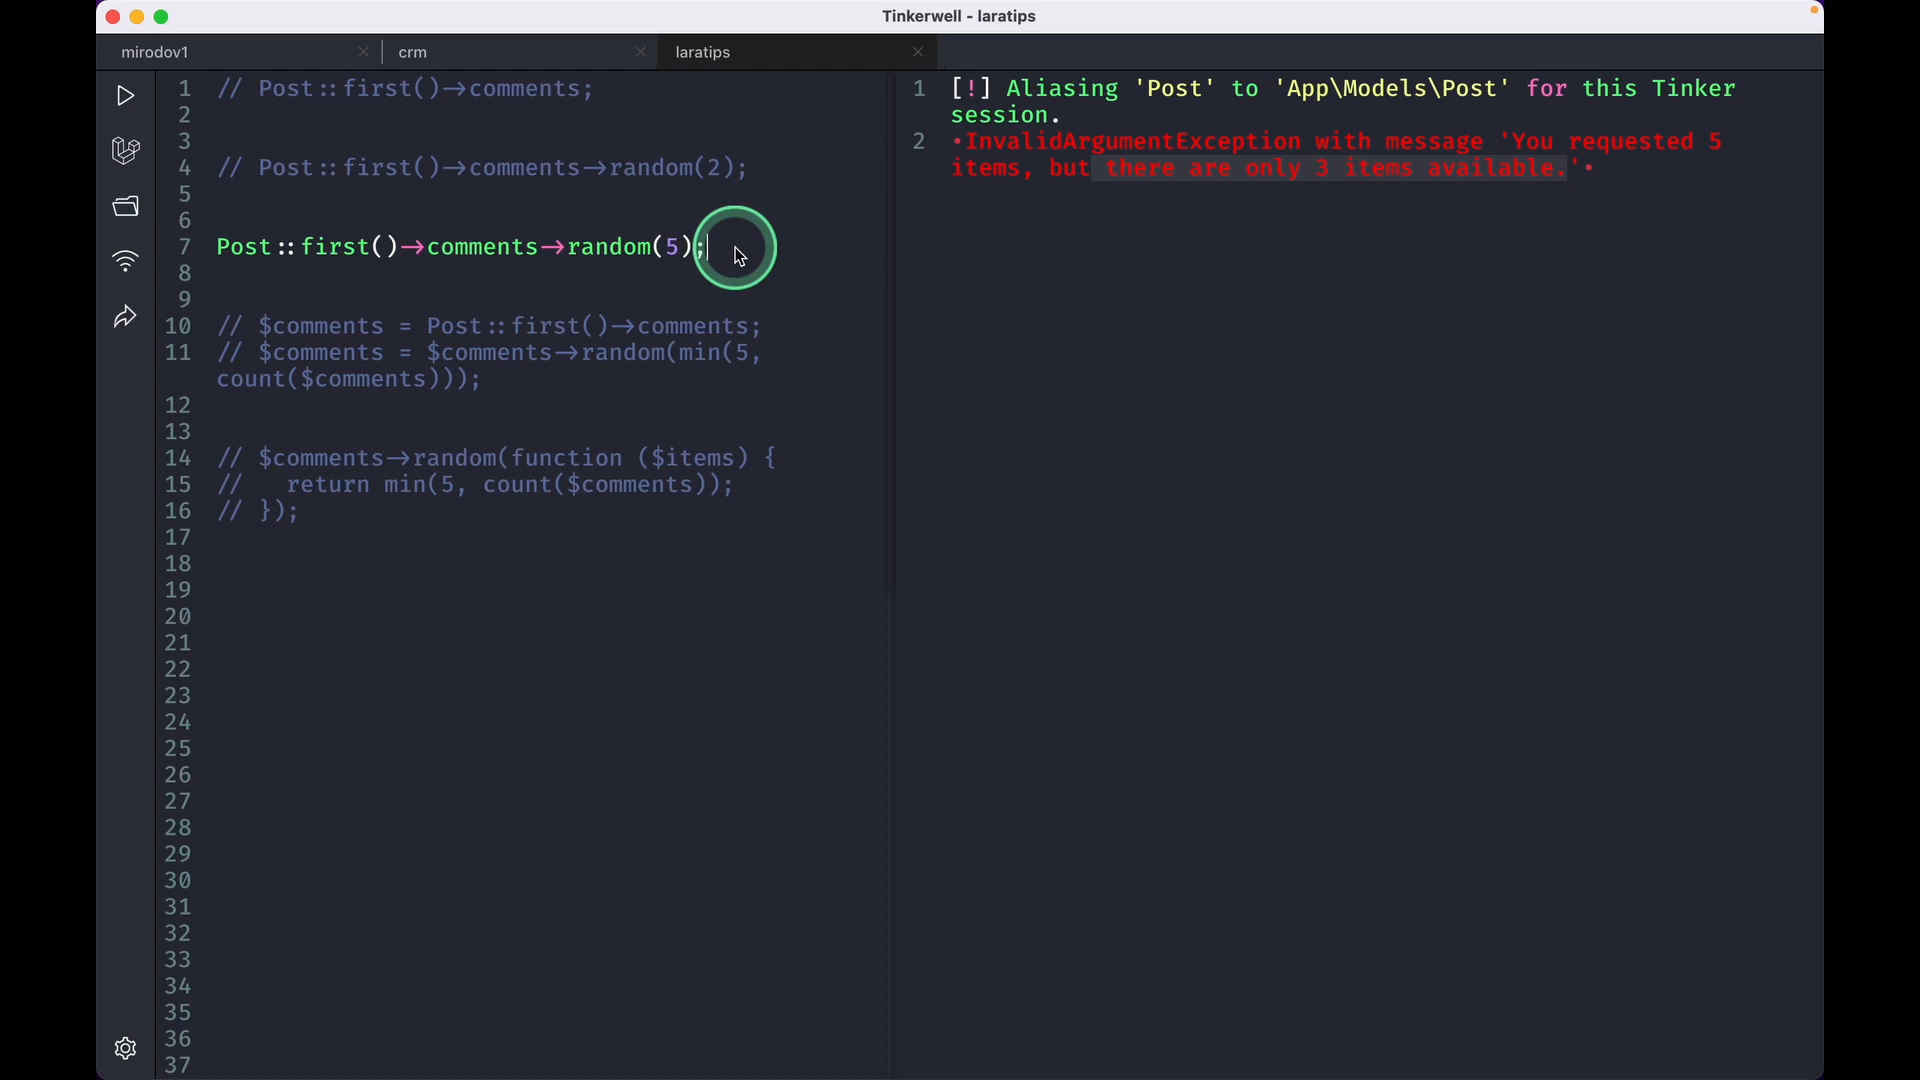 Tinkerwell - laratips
mirodov1
crm
laratips
1 // Post::first()->comments;
2
3
4 // Post::first()->comments->random(2);
5
6
7 Post::first()->comments->random(5);
8
9
10 // $comments = Post::first()->comments;
11 // $comments = $comments->random(min(5,
count($comments)));
12
13
14 // $comments->random(function ($items) {
15 //   return min(5, count($comments));
16 // });
17
18
19
20
21
22
23
24
25
26
27
28
29
30
31
32
33
34
35
36
37
1 [!] Aliasing 'Post' to 'App\Models\Post' for this Tinker
session.
2 •InvalidArgumentException with message 'You requested 5
items, but there are only 3 items available.'•